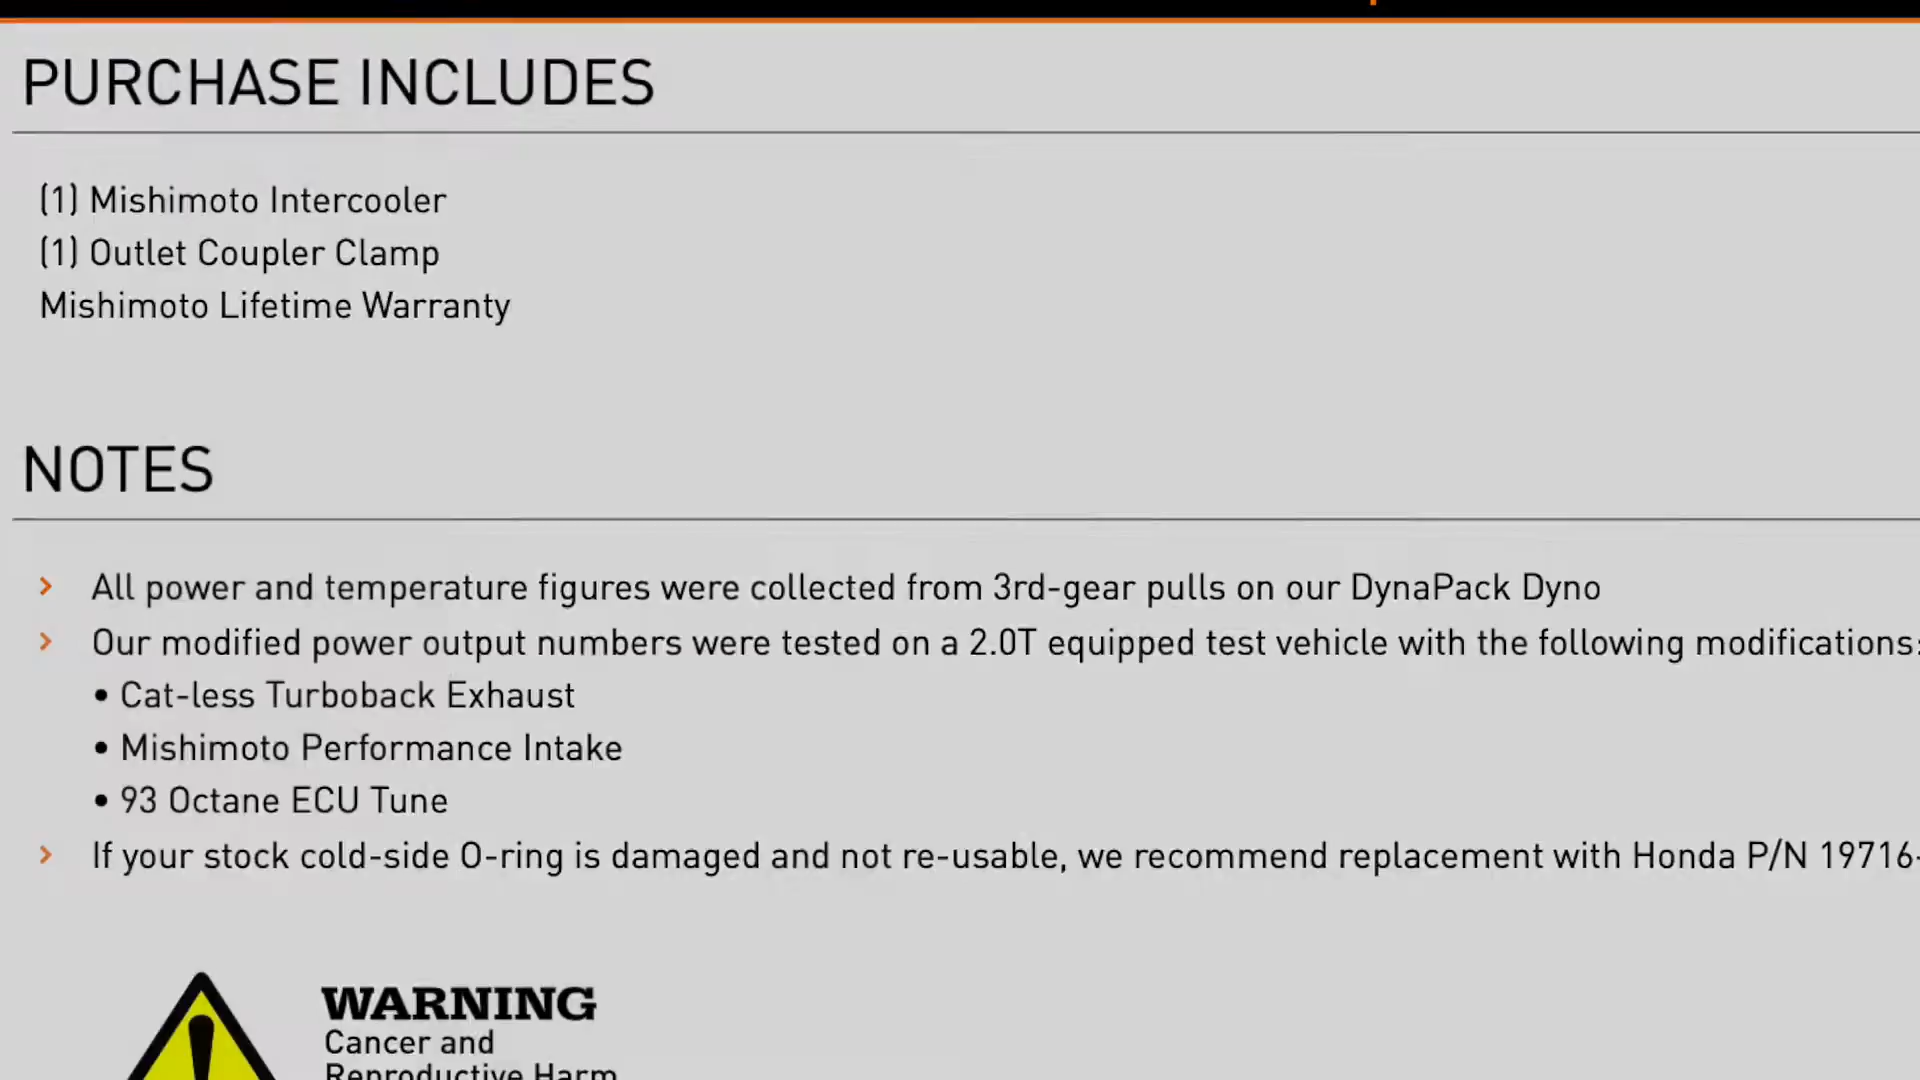 PURCHASE INCLUDES
(1) Mishimoto Intercooler
(1) Outlet Coupler Clamp
Mishimoto Lifetime Warranty
NOTES
› All power and temperature figures were collected from 3rd-gear pulls on our DynaPack Dyno
› Our modified power output numbers were tested on a 2.0T equipped test vehicle with the following modifications:
• Cat-less Turboback Exhaust
• Mishimoto Performance Intake
• 93 Octane ECU Tune
› If your stock cold-side O-ring is damaged and not re-usable, we recommend replacement with Honda P/N 19716-
WARNING
Cancer and
Reproductive Harm